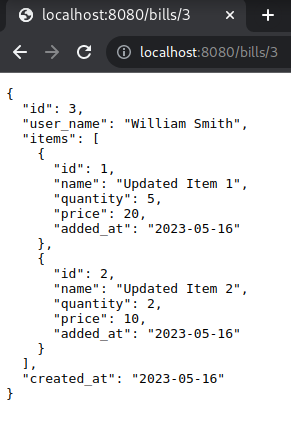 localhost:8080/bills/3
localhost:8080/bills/3
{
  "id": 3,
  "user_name": "William Smith",
  "items": [
    {
      "id": 1,
      "name": "Updated Item 1",
      "quantity": 5,
      "price": 20,
      "added_at": "2023-05-16"
    },
    {
      "id": 2,
      "name": "Updated Item 2",
      "quantity": 2,
      "price": 10,
      "added_at": "2023-05-16"
    }
  ],
  "created_at": "2023-05-16"
}